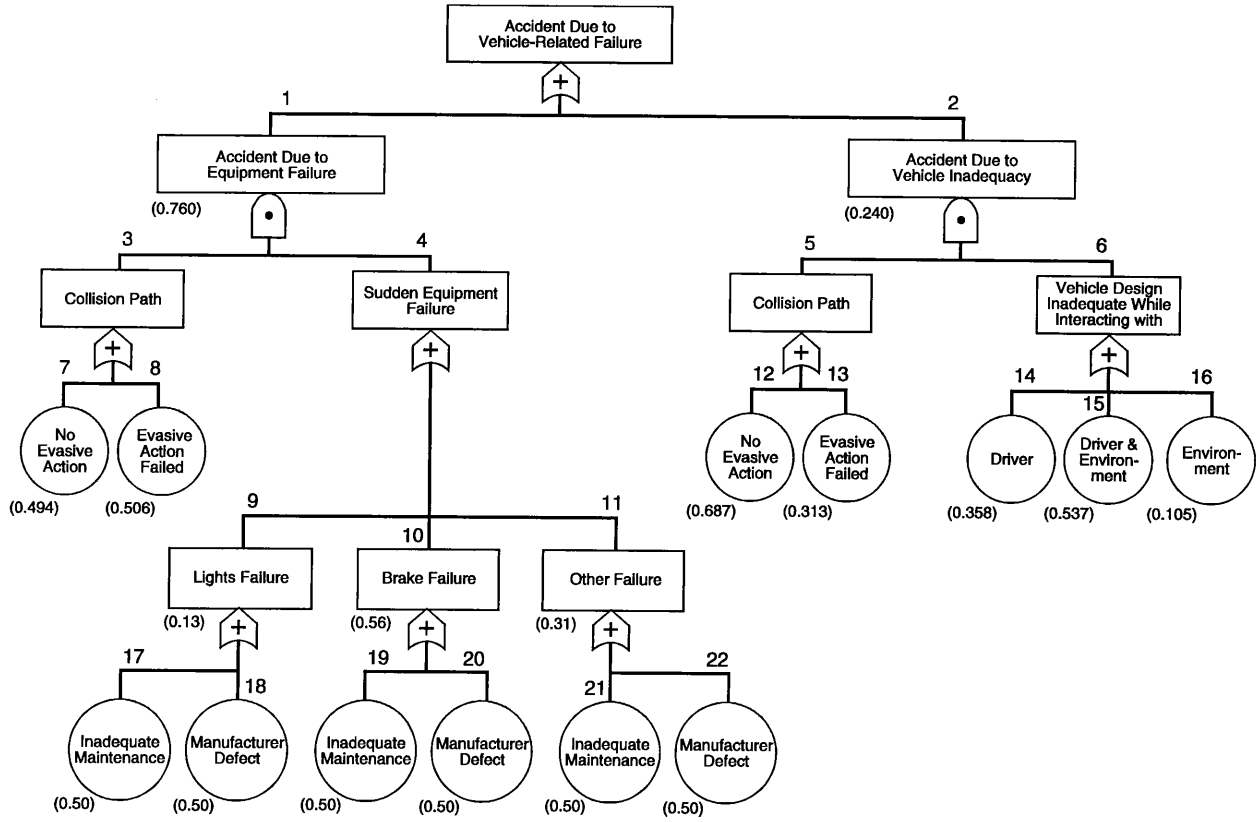 Accident Due to
Vehicle-Related Failure
+
1
2
Accident Due to
Equipment Failure
(0.760)
Accident Due to
Vehicle Inadequacy
(0.240)
3
4
5
6
Collision Path
+
Sudden Equipment
Failure
+
Collision Path
+
Vehicle Design
Inadequate While
Interacting with
+
7
8
12
13
14
15
16
No
Evasive
Action
(0.494)
Evasive
Action
Failed
(0.506)
No
Evasive
Action
(0.687)
Evasive
Action
Failed
(0.313)
Driver
(0.358)
Driver &
Environ-
ment
(0.537)
Environ-
ment
(0.105)
9
10
11
Lights Failure
(0.13)
+
Brake Failure
(0.56)
+
Other Failure
(0.31)
+
17
18
19
20
21
22
Inadequate
Maintenance
(0.50)
Manufacturer
Defect
(0.50)
Inadequate
Maintenance
(0.50)
Manufacturer
Defect
(0.50)
Inadequate
Maintenance
(0.50)
Manufacturer
Defect
(0.50)